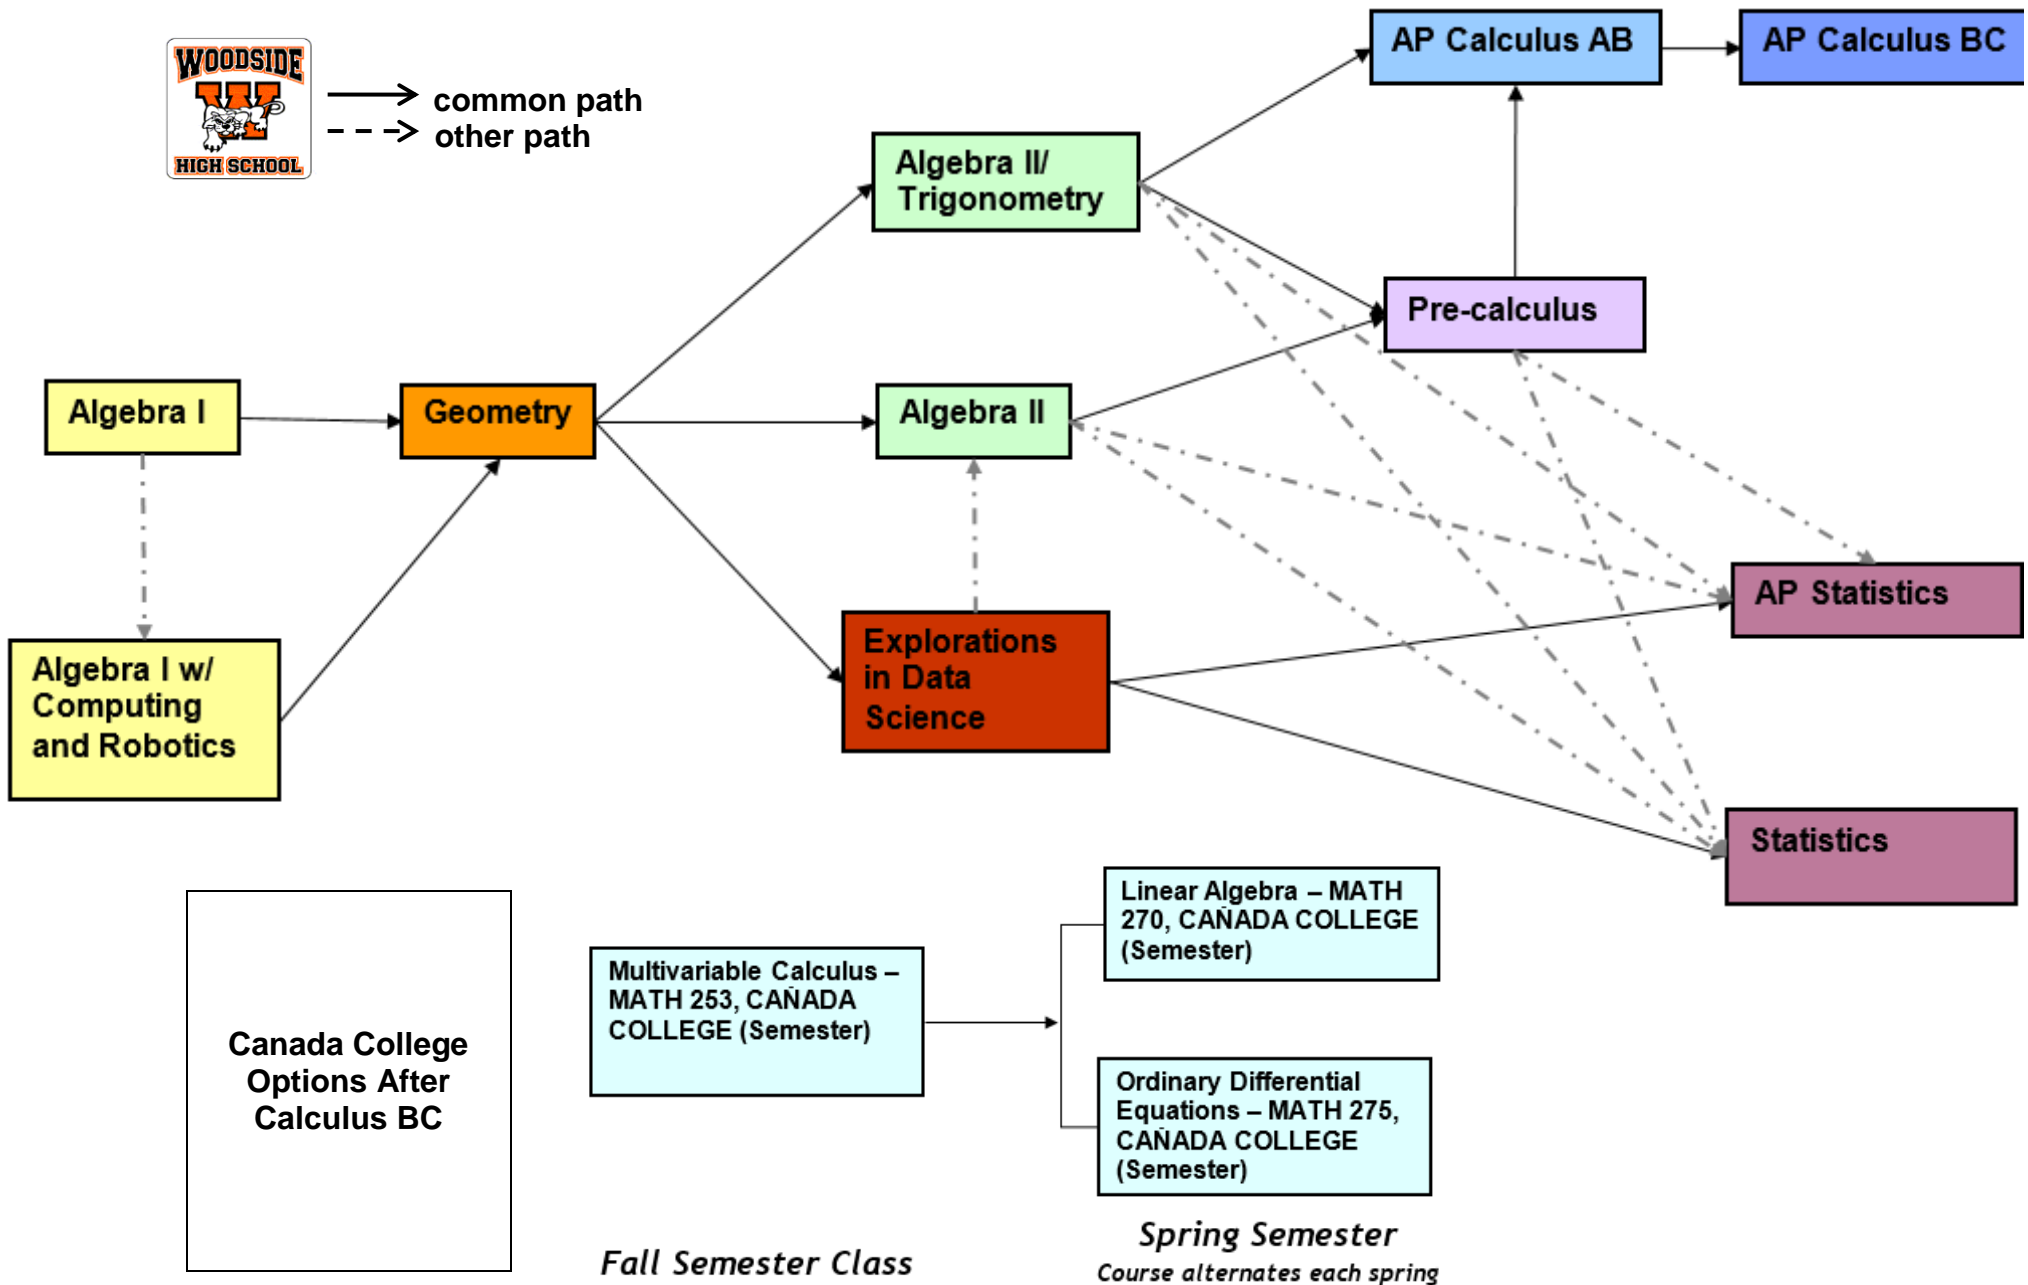 WOODSIDE
W
HIGH SCHOOL
common path
other path
AP Calculus AB
AP Calculus BC
Algebra II/
Trigonometry
Pre-calculus
Algebra I
Geometry
Algebra II
AP Statistics
Algebra I w/
Computing
and Robotics
Explorations
in Data
Science
Statistics
Canada College
Options After
Calculus BC
Multivariable Calculus –
MATH 253, CAÑADA
COLLEGE (Semester)
Linear Algebra – MATH
270, CAÑADA COLLEGE
(Semester)
Ordinary Differential
Equations – MATH 275,
CAÑADA COLLEGE
(Semester)
Fall Semester Class
Spring Semester
Course alternates each spring